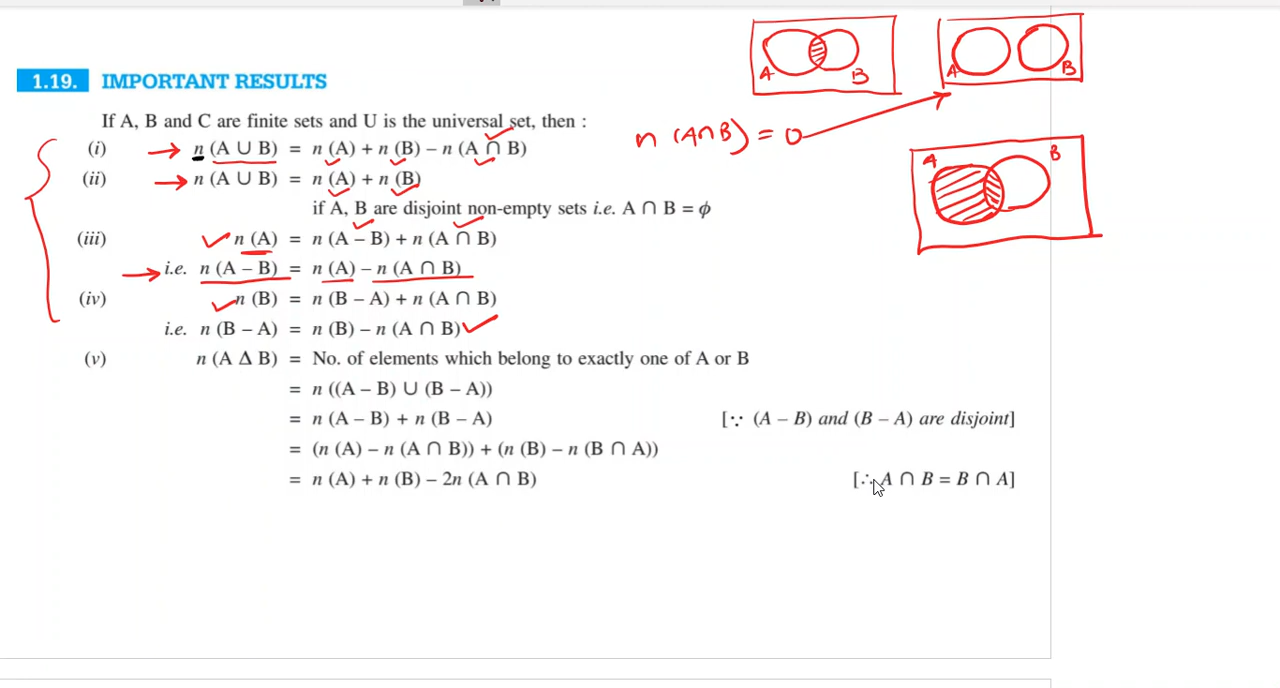 1.19. IMPORTANT RESULTS
If A, B and C are finite sets and U is the universal set, then :
(i) n (A ∪ B) = n (A) + n (B) – n (A ∩ B)
(ii) n (A ∪ B) = n (A) + n (B)
if A, B are disjoint non-empty sets i.e. A ∩ B = ϕ
(iii) n (A) = n (A – B) + n (A ∩ B)
i.e. n (A – B) = n (A) – n (A ∩ B)
(iv) n (B) = n (B – A) + n (A ∩ B)
i.e. n (B – A) = n (B) – n (A ∩ B)
(v) n (A Δ B) = No. of elements which belong to exactly one of A or B
= n ((A – B) ∪ (B – A))
= n (A – B) + n (B – A) [∵ (A – B) and (B – A) are disjoint]
= (n (A) – n (A ∩ B)) + (n (B) – n (B ∩ A))
= n (A) + n (B) – 2n (A ∩ B) [∴ A ∩ B = B ∩ A]
A B
A B
n (A∩B) = 0
A B